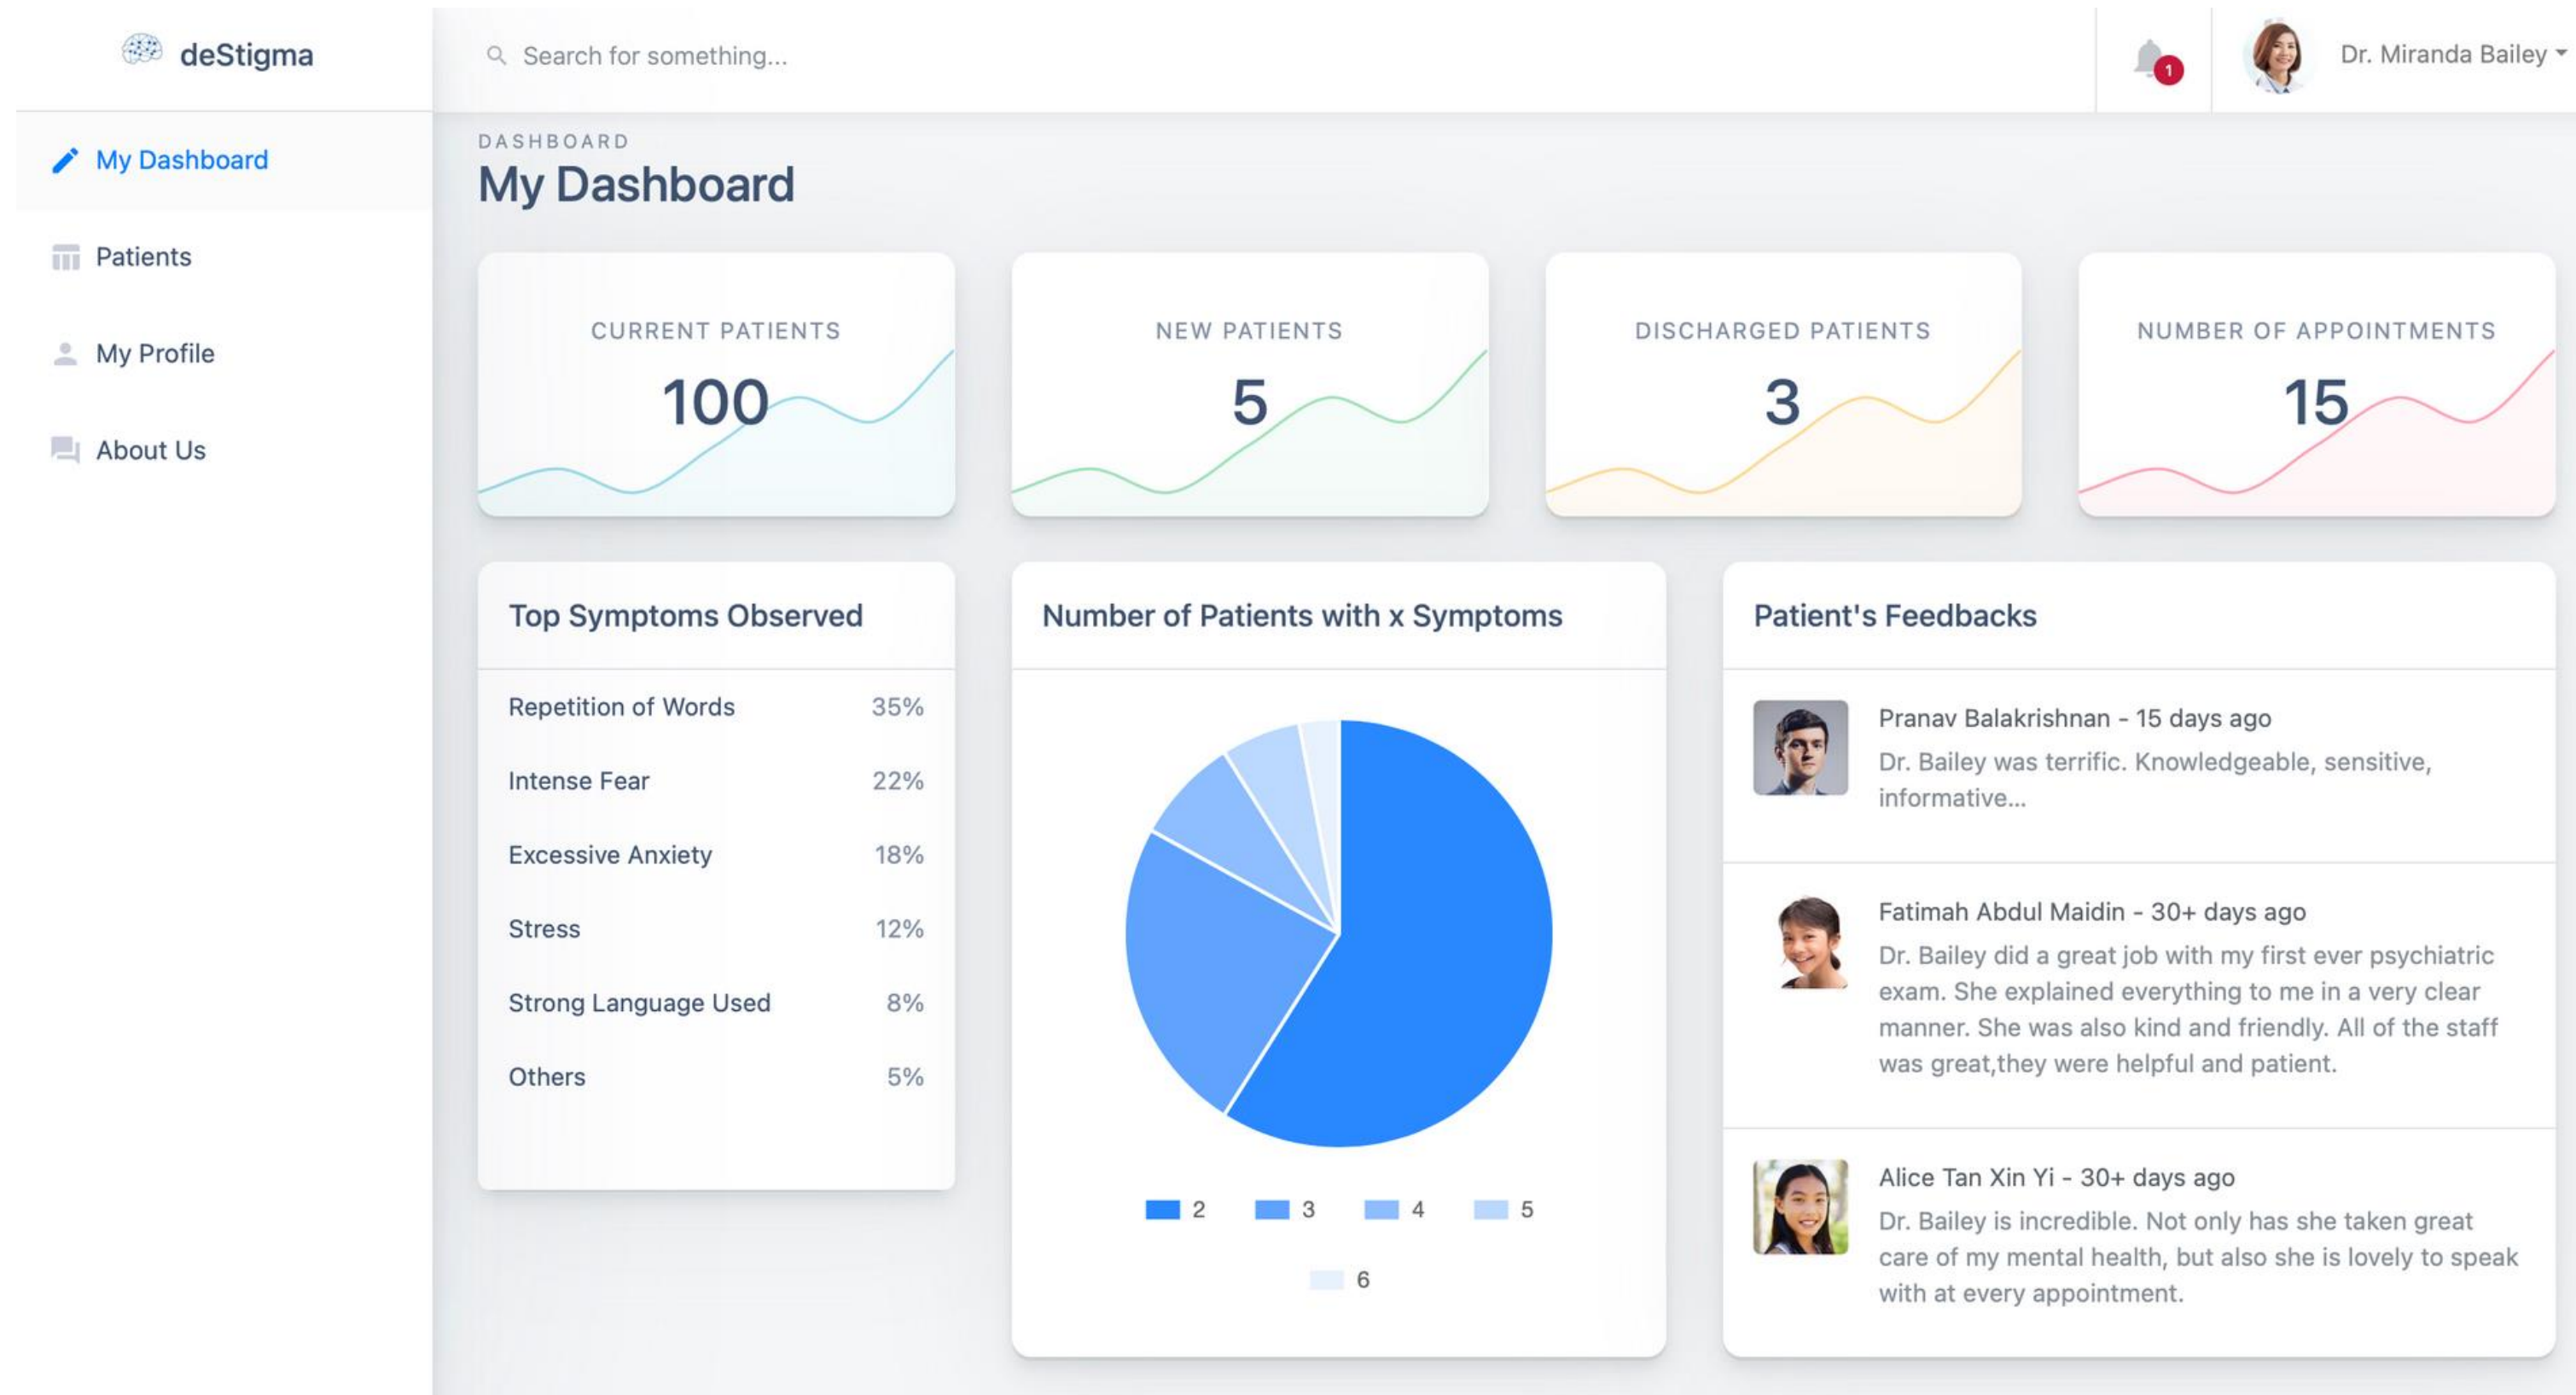 deStigma
Search for something...
1
Dr. Miranda Bailey
My Dashboard
Patients
My Profile
About Us
DASHBOARD
My Dashboard
CURRENT PATIENTS
100
NEW PATIENTS
5
DISCHARGED PATIENTS
3
NUMBER OF APPOINTMENTS
15
Top Symptoms Observed
Repetition of Words 35%
Intense Fear 22%
Excessive Anxiety 18%
Stress 12%
Strong Language Used 8%
Others 5%
Number of Patients with x Symptoms
2 3 4 5
6
Patient's Feedbacks
Pranav Balakrishnan - 15 days ago
Dr. Bailey was terrific. Knowledgeable, sensitive,
informative...
Fatimah Abdul Maidin - 30+ days ago
Dr. Bailey did a great job with my first ever psychiatric
exam. She explained everything to me in a very clear
manner. She was also kind and friendly. All of the staff
was great,they were helpful and patient.
Alice Tan Xin Yi - 30+ days ago
Dr. Bailey is incredible. Not only has she taken great
care of my mental health, but also she is lovely to speak
with at every appointment.